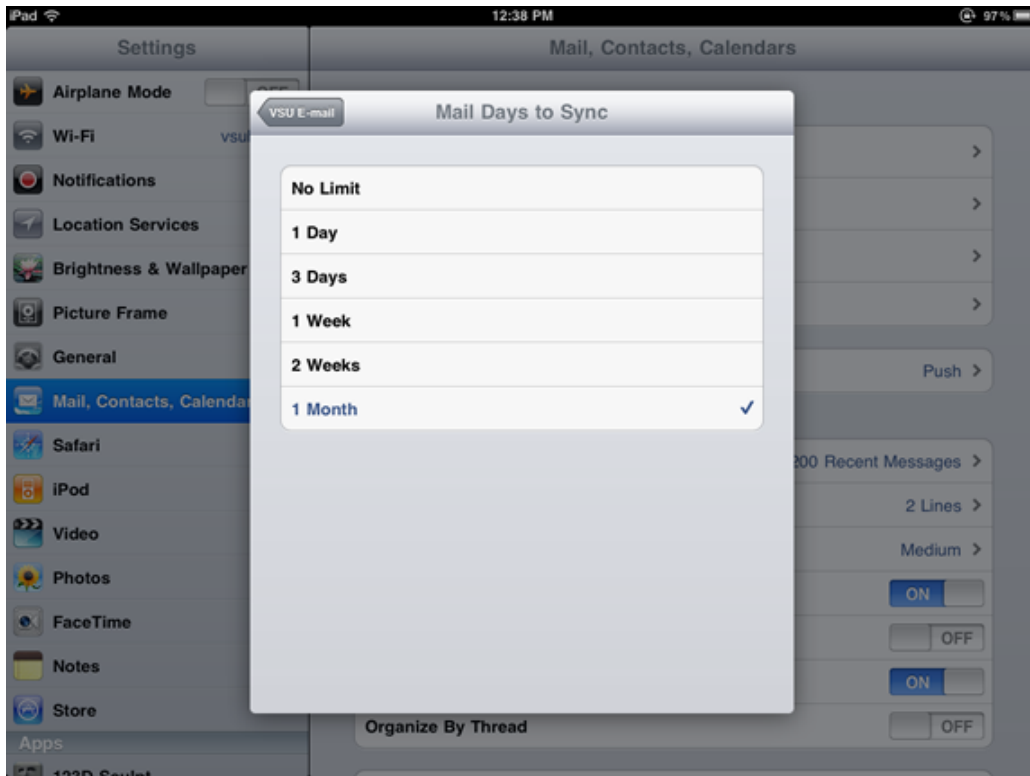 iPad 12:38 PM 97%
Settings Mail, Contacts, Calendars
Airplane Mode
Wi-Fi
Notifications
Location Services
Brightness & Wallpaper
Picture Frame
General
Mail, Contacts, Calendar
Safari
iPod
Video
Photos
FaceTime
Notes
Store
Apps
123D Sculpt
VSU E-mail Mail Days to Sync
No Limit
1 Day
3 Days
1 Week
2 Weeks
1 Month
Push
200 Recent Messages
2 Lines
Medium
ON
OFF
ON
Organize By Thread OFF